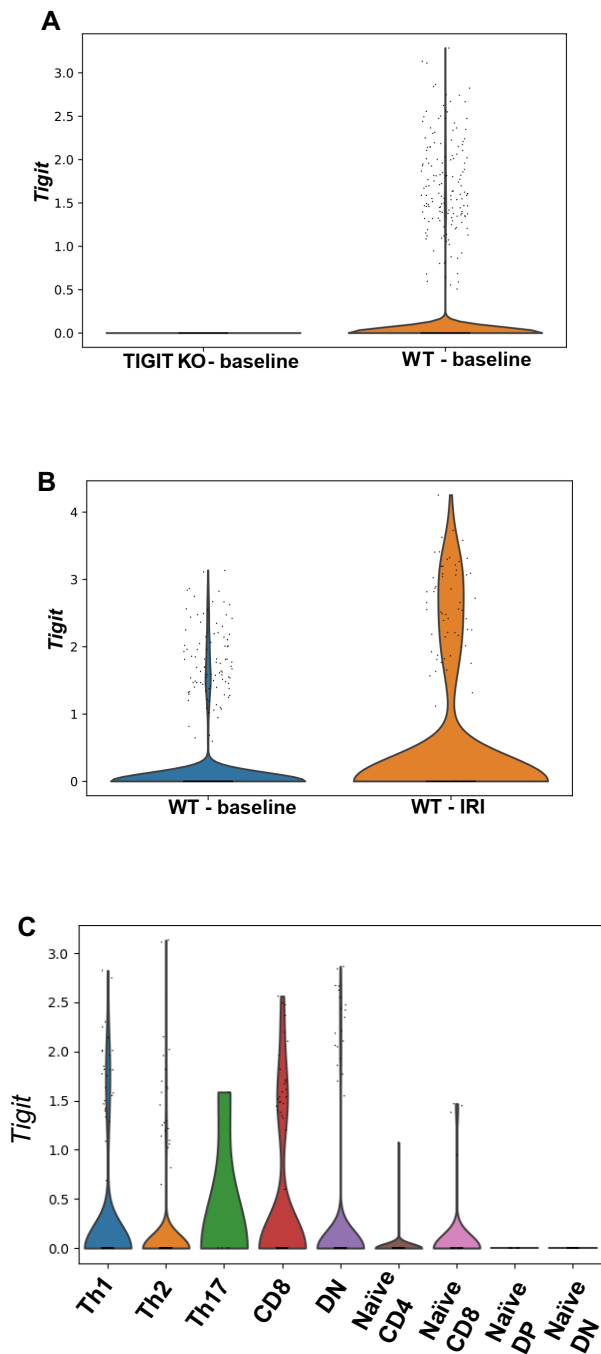 A
3.0
2.5
2.0
1.5
1.0
0.5
0.0
Tigit
TIGIT KO - baseline
WT - baseline
B
4
3
2
1
0
Tigit
WT - baseline
WT - IRI
C
3.0
2.5
2.0
1.5
1.0
0.5
0.0
Tigit
Th1
Th2
Th17
CD8
DN
Naïve
CD4
Naïve
CD8
Naïve
DP
Naïve
DN